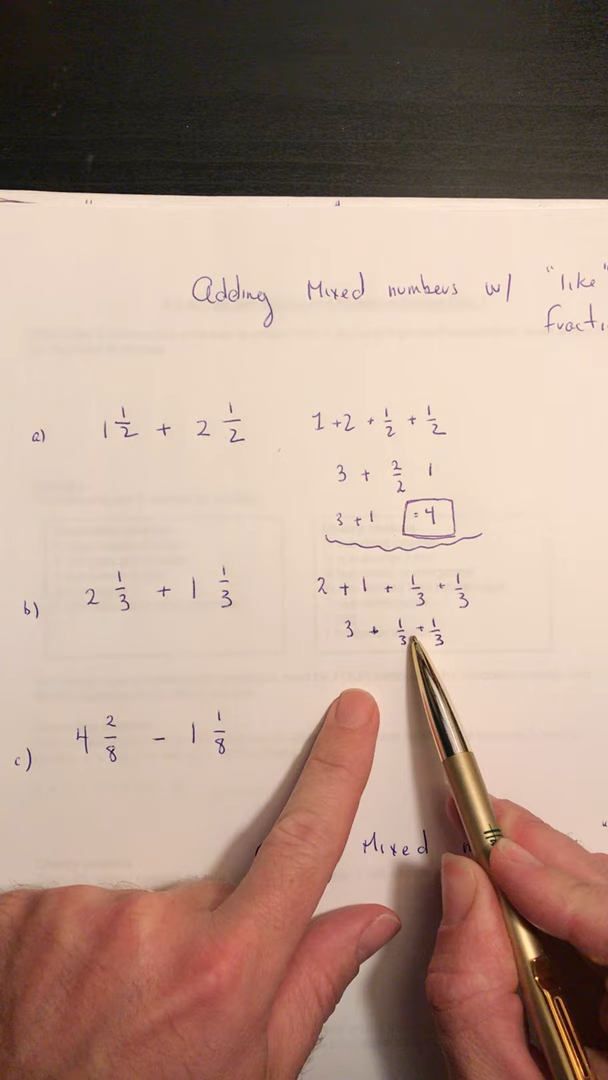 Adding Mixed numbers w/ "like"
a) 1 1/2 + 2 1/2
1 + 2 + 1/2 + 1/2
3 + 2/2 1
3 + 1 = 4
b) 2 1/3 + 1 1/3
2 + 1 + 1/3 + 1/3
3 + 1/3 + 1/3
c) 4 2/8 - 1 1/8
Mixed